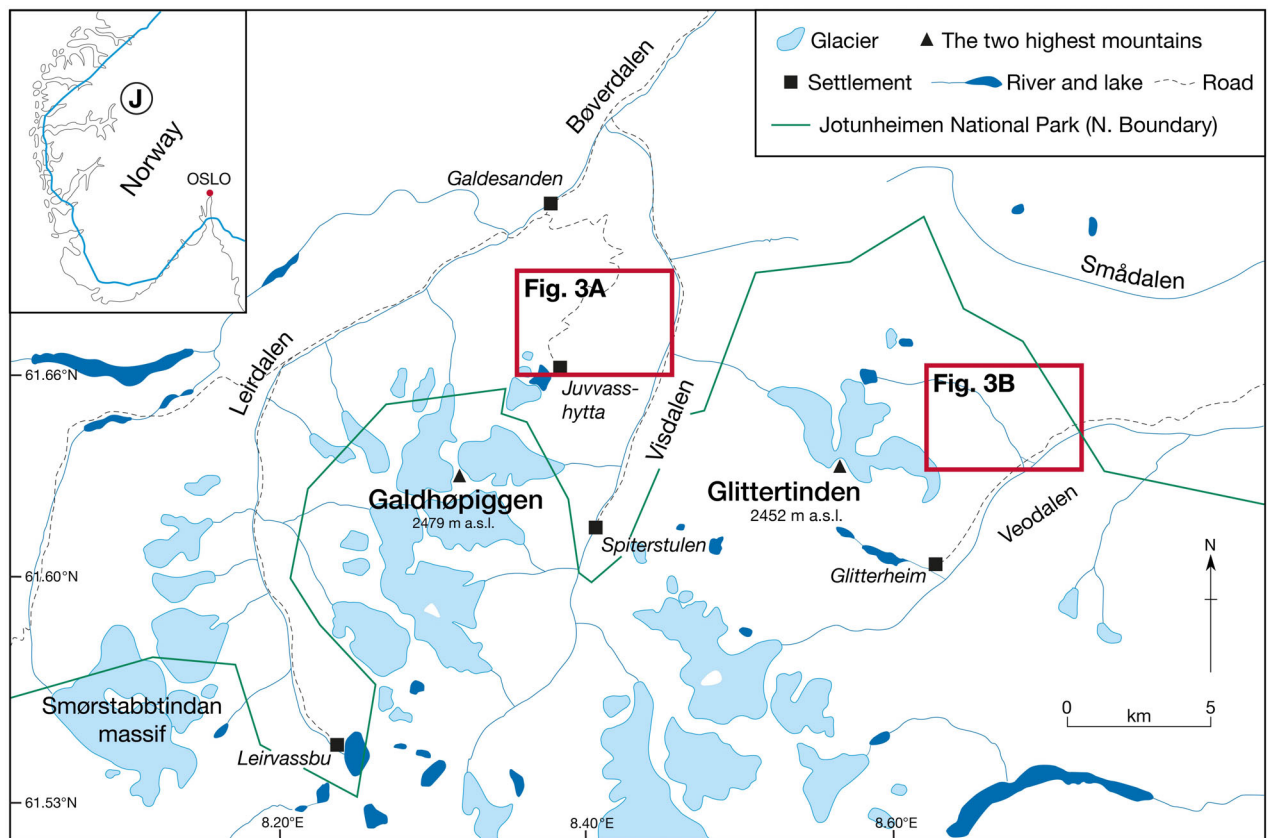 J
Norway
OSLO
Glacier
The two highest mountains
Settlement
River and lake
Road
Jotunheimen National Park (N. Boundary)
Bøverdalen
Galdesanden
Smådalen
Fig. 3A
Leirdalen
61.66°N
Juvvass-
hytta
Fig. 3B
Visdalen
Galdhøpiggen
2479 m a.s.l.
Glittertinden
2452 m a.s.l.
Veodalen
Spiterstulen
Glitterheim
N
61.60°N
Smørstabbtindan
massif
Leirvassbu
0
km
5
61.53°N
8.20°E
8.40°E
8.60°E